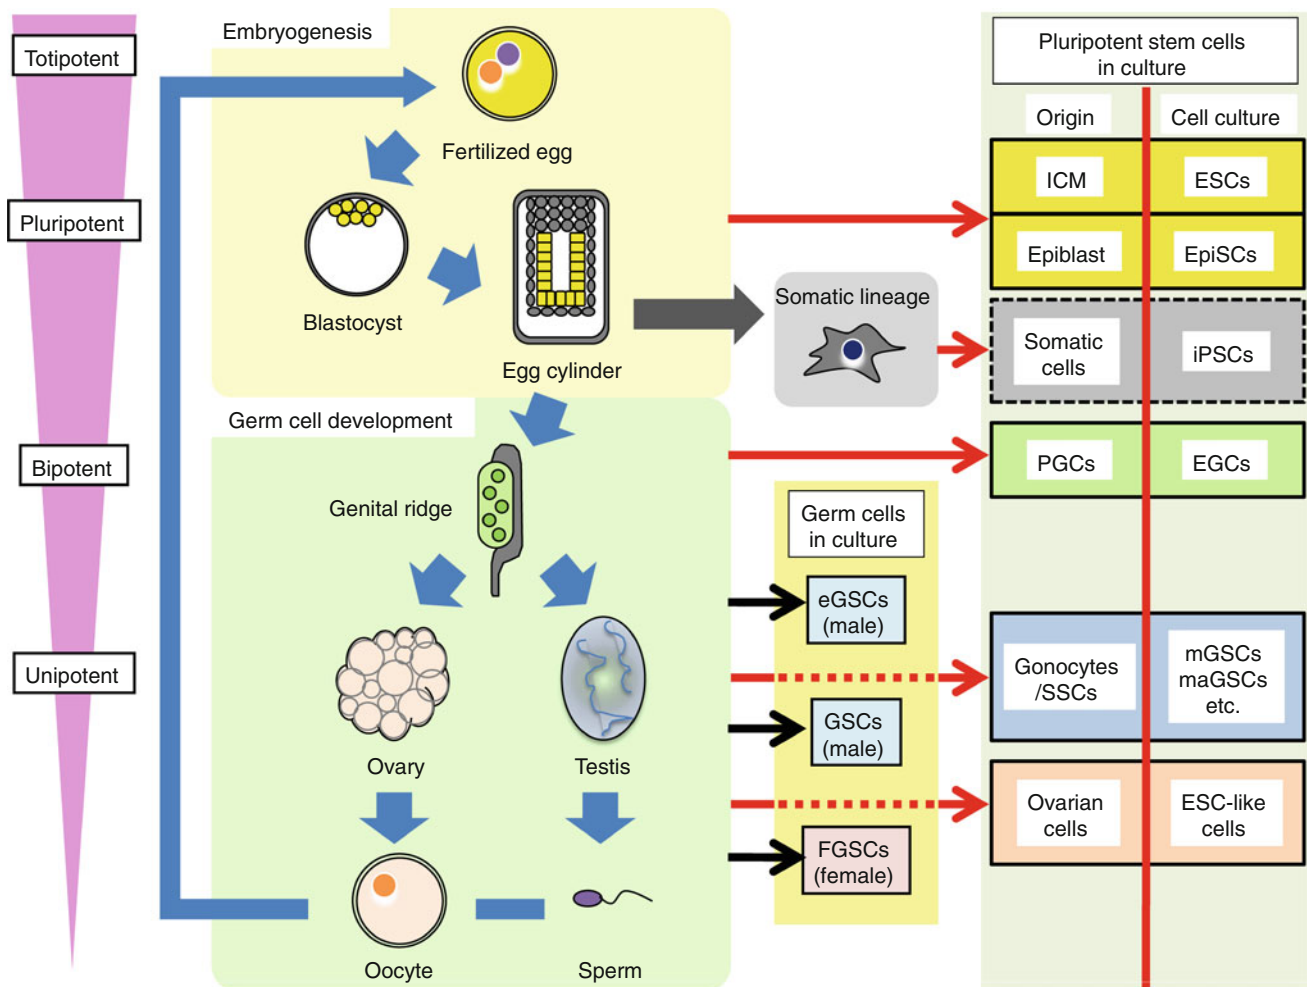 Totipotent
Pluripotent
Bipotent
Unipotent
Embryogenesis
Fertilized egg
Blastocyst
Egg cylinder
Somatic lineage
Germ cell development
Genital ridge
Ovary
Testis
Oocyte
Sperm
Germ cells
in culture
eGSCs
(male)
GSCs
(male)
FGSCs
(female)
Pluripotent stem cells
in culture
Origin
Cell culture
ICM
ESCs
Epiblast
EpiSCs
Somatic
cells
iPSCs
PGCs
EGCs
Gonocytes
/SSCs
mGSCs
maGSCs
etc.
Ovarian
cells
ESC-like
cells